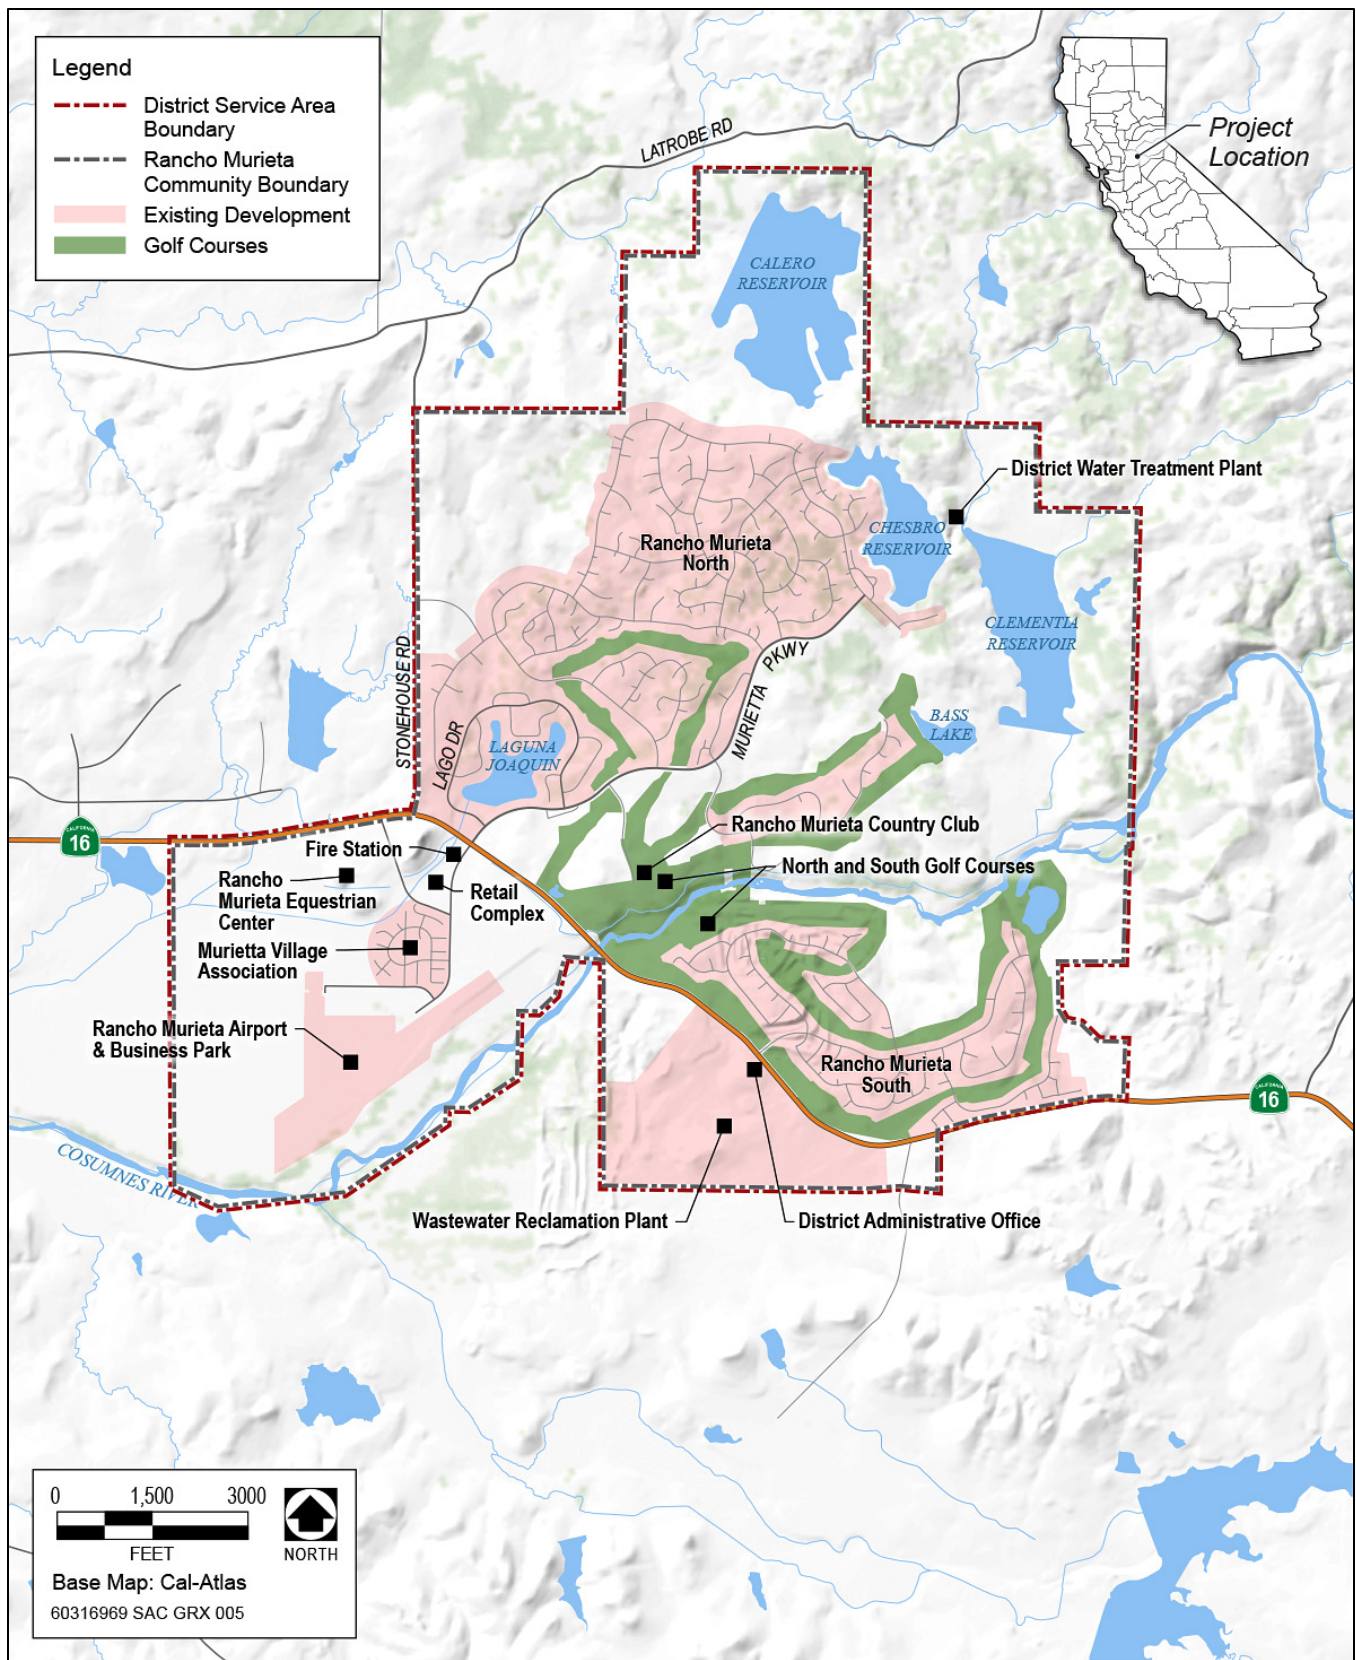 Legend
District Service Area
Boundary
Rancho Murieta
Community Boundary
Existing Development
Golf Courses
Project
Location
LATROBE RD
CALERO
RESERVOIR
District Water Treatment Plant
CHESBRO
RESERVOIR
Rancho Murieta
North
CLEMENTIA
RESERVOIR
STONEHOUSE RD
MURIETTA PKWY
LAGO DR
LAGUNA
JOAQUIN
BASS
LAKE
CALIFORNIA
16
Rancho Murieta Country Club
Fire Station
North and South Golf Courses
Rancho
Murieta Equestrian
Center
Retail
Complex
Murietta Village
Association
Rancho Murieta Airport
& Business Park
Rancho Murieta
South
CALIFORNIA
16
COSUMNES RIVER
Wastewater Reclamation Plant
District Administrative Office
0 1,500 3000
FEET
NORTH
Base Map: Cal-Atlas
60316969 SAC GRX 005